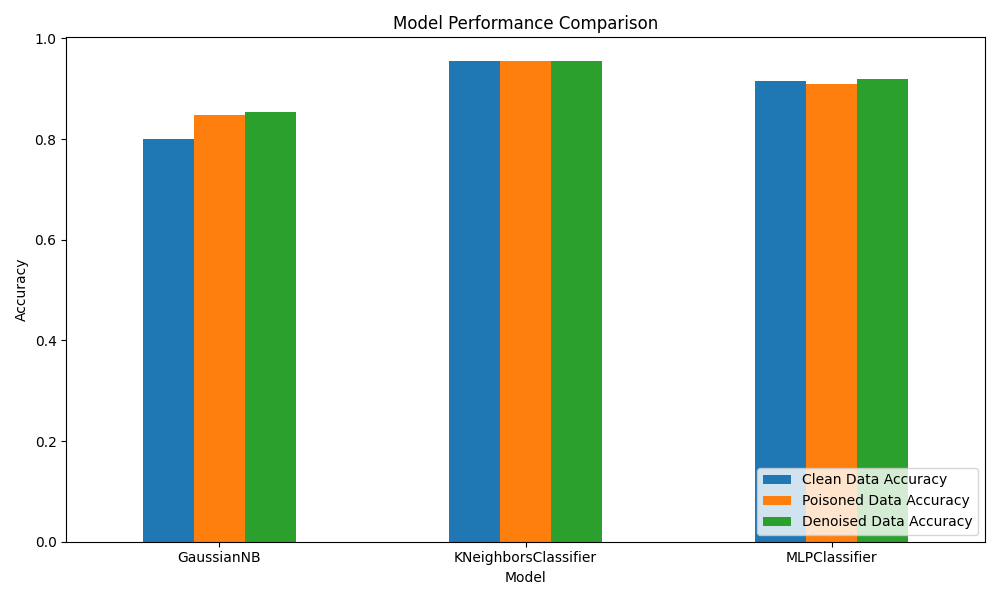 Model Performance Comparison
1.0
0.8
0.6
0.4
0.2
0.0
Accuracy
Clean Data Accuracy
Poisoned Data Accuracy
Denoised Data Accuracy
GaussianNB
KNeighborsClassifier
MLPClassifier
Model